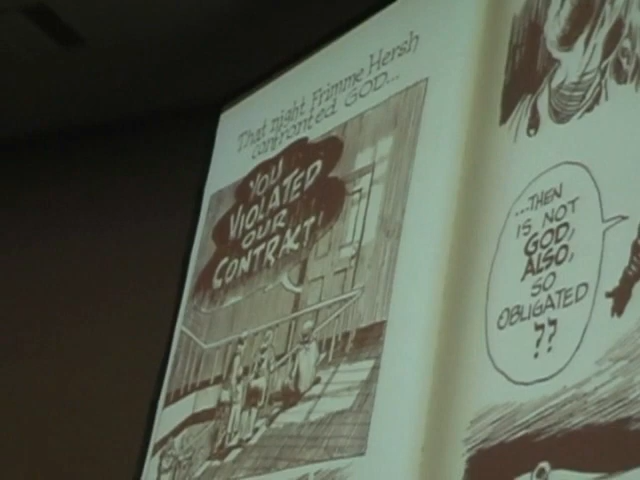 That night Frimme Hersh
confronted GOD...
YOU
VIOLATED
OUR
CONTRACT!
...THEN
IS NOT
GOD,
ALSO,
SO
OBLIGATED
??